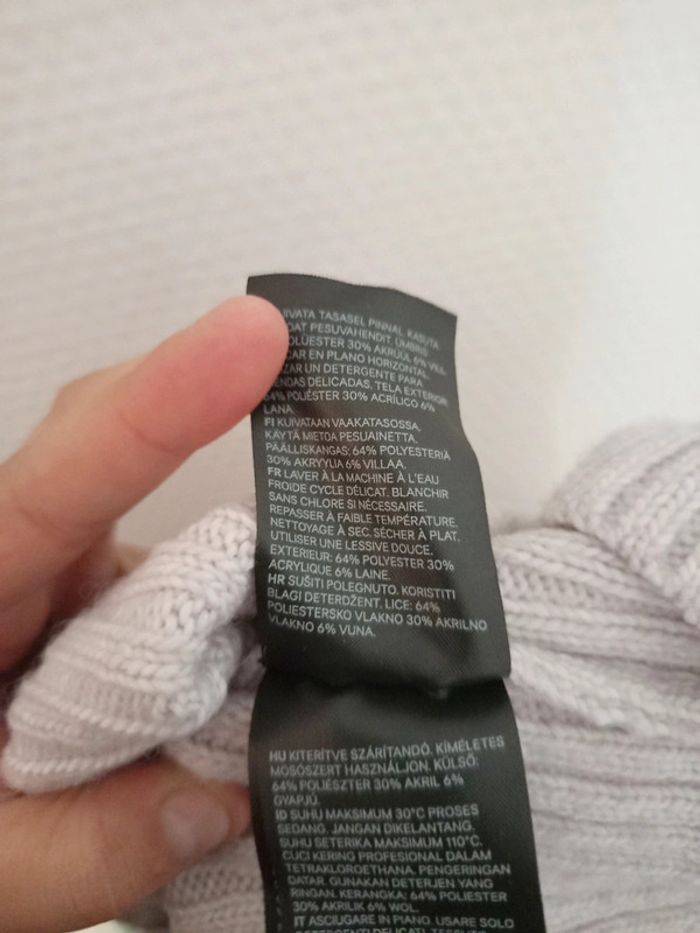 TASASEL PINNAL. KASUTA
PESUVAHENDIT. ÜMBRIS
30% AKRÜÜL 6% VILL
EN PLANO HORIZONTAL.
UN DETERGENTE PARA
DELICADAS. TELA EXTERIOR
64% POLIÉSTER 30% ACRÍLICO 6%
LANA.
FI KUIVATAAN VAAKATASOSSA.
KÄYTÄ MIETOA PESUAINETTA.
PÄÄLLISKANGAS: 64% POLYESTERIA
30% AKRYYLIA 6% VILLAA.
FR LAVER À LA MACHINE À L'EAU
FROIDE CYCLE DÉLICAT. BLANCHIR
SANS CHLORE SI NÉCESSAIRE.
REPASSER À FAIBLE TEMPÉRATURE.
NETTOYAGE À SEC. SÉCHER À PLAT.
UTILISER UNE LESSIVE DOUCE.
EXTERIEUR: 64% POLYESTER 30%
ACRYLIQUE 6% LAINE.
HR SUŠITI POLEGNUTO. KORISTITI
BLAGI DETERDŽENT. LICE: 64%
POLIESTERSKO VLAKNO 30% AKRILNO
VLAKNO 6% VUNA.
HU KITERÍTVE SZÁRÍTANDÓ. KÍMÉLETES
MOSÓSZERT HASZNÁLJON. KÜLSŐ:
64% POLIÉSZTER 30% AKRIL 6%
GYAPJÚ.
ID SUHU MAKSIMUM 30°C PROSES
SEDANG. JANGAN DIKELANTANG.
SUHU SETERIKA MAKSIMUM 110°C.
CUCI KERING PROFESIONAL DALAM
TETRAKLOROETHANA. PENGERINGAN
DATAR. GUNAKAN DETERJEN YANG
RINGAN. KERANGKA: 64% POLIESTER
30% AKRILIK 6% WOL.
IT ASCIUGARE IN PIANO. USARE SOLO
DETERGENTI DELICATI. TESSUTO